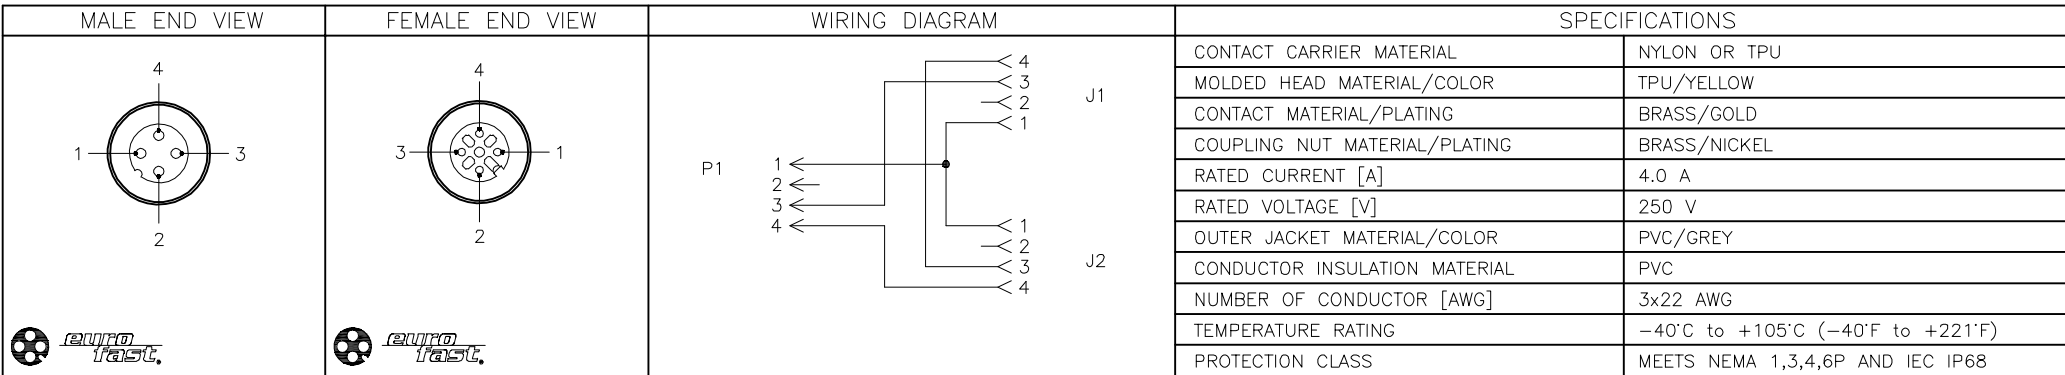 MALE END VIEW
4
1
3
2
euro
fast.
FEMALE END VIEW
4
3
1
2
euro
fast.
WIRING DIAGRAM
4
3
2
1
J1
P1
1
2
3
4
1
2
3
4
J2
SPECIFICATIONS
CONTACT CARRIER MATERIAL NYLON OR TPU
MOLDED HEAD MATERIAL/COLOR TPU/YELLOW
CONTACT MATERIAL/PLATING BRASS/GOLD
COUPLING NUT MATERIAL/PLATING BRASS/NICKEL
RATED CURRENT [A] 4.0 A
RATED VOLTAGE [V] 250 V
OUTER JACKET MATERIAL/COLOR PVC/GREY
CONDUCTOR INSULATION MATERIAL PVC
NUMBER OF CONDUCTOR [AWG] 3x22 AWG
TEMPERATURE RATING -40°C to +105°C (-40°F to +221°F)
PROTECTION CLASS MEETS NEMA 1,3,4,6P AND IEC IP68